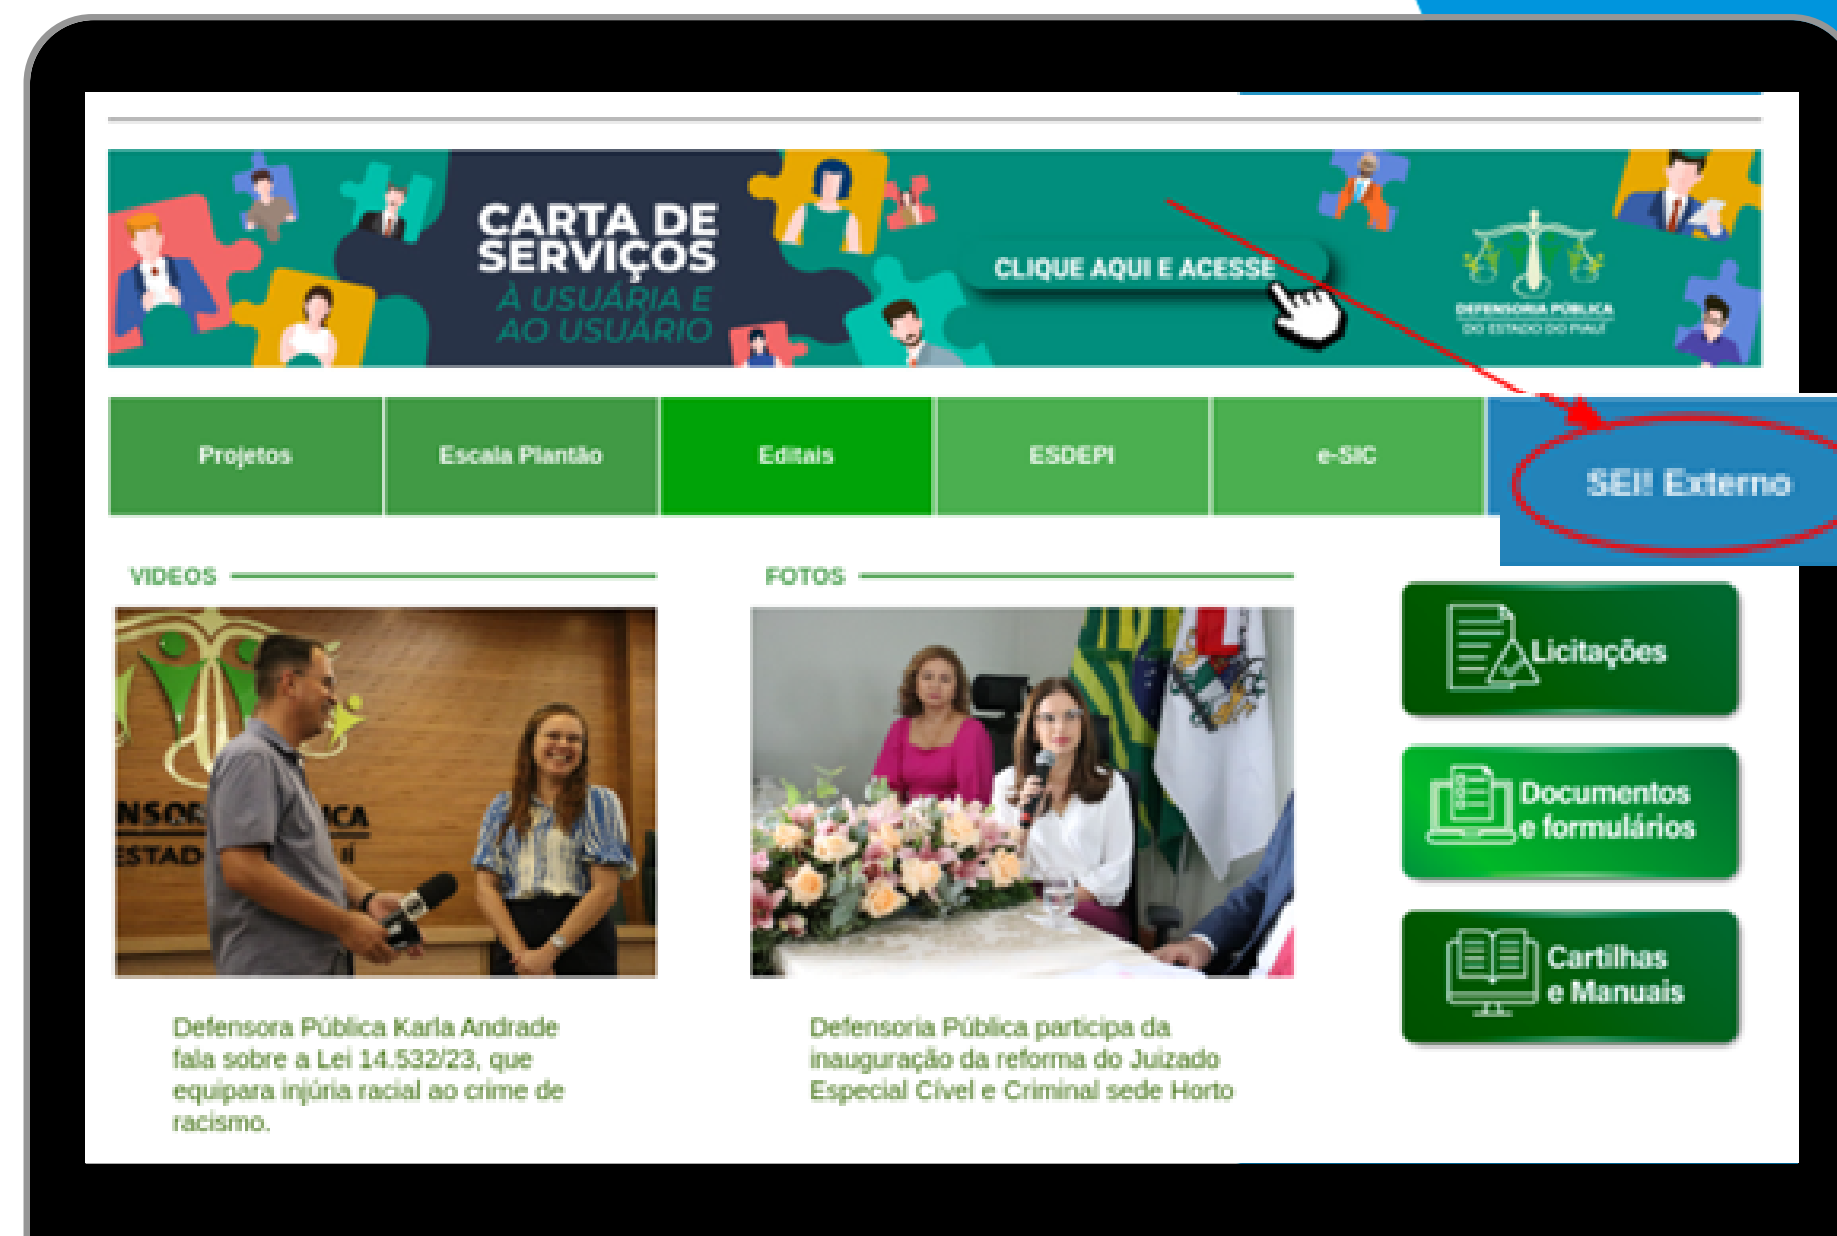 CARTA DE
SERVIÇOS
À USUÁRIA E
AO USUÁRIO
CLIQUE AQUI E ACESSE
DEFENSORIA PÚBLICA
DO ESTADO DO PIAUÍ
Projetos
Escala Plantão
Editais
ESDEPI
e-SIC
SEI! Externo
VIDEOS
FOTOS
Licitações
Documentos
e formulários
Cartilhas
e Manuais
NSOR ICA
ESTAD Í
Defensora Pública Karla Andrade
fala sobre a Lei 14.532/23, que
equipara injúria racial ao crime de
racismo.
Defensoria Pública participa da
inauguração da reforma do Juizado
Especial Cível e Criminal sede Horto